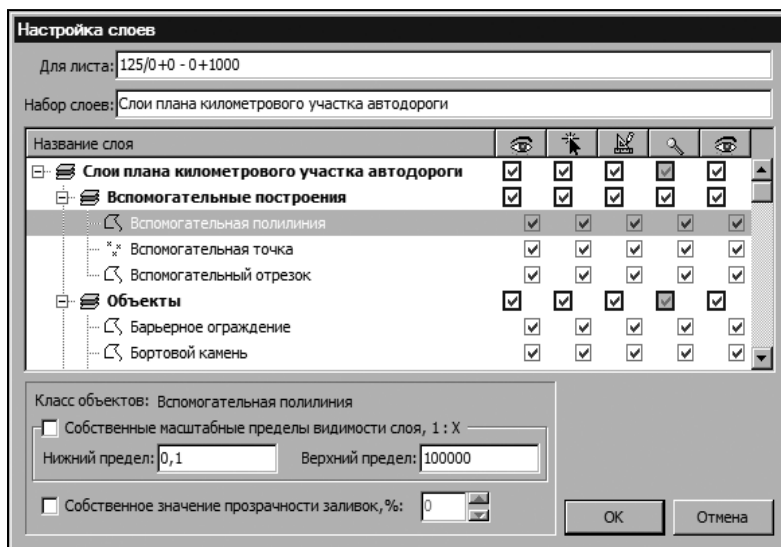 Настройка слоев
Для листа: 125/0+0 - 0+1000
Набор слоев: Слои плана километрового участка автодороги
Название слоя
Слои плана километрового участка автодороги
Вспомогательные построения
Вспомогательная полилиния
Вспомогательная точка
Вспомогательный отрезок
Объекты
Барьерное ограждение
Бортовой камень
Класс объектов: Вспомогательная полилиния
Собственные масштабные пределы видимости слоя, 1 : X
Нижний предел: 0,1 Верхний предел: 100000
Собственное значение прозрачности заливок,%: 0
OK Отмена